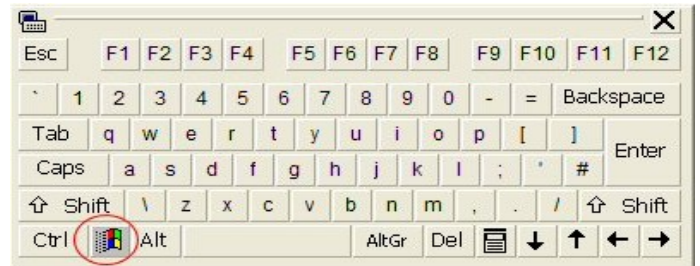 Esc F1 F2 F3 F4 F5 F6 F7 F8 F9 F10 F11 F12
` 1 2 3 4 5 6 7 8 9 0 - = Backspace
Tab q w e r t y u i o p [ ] Enter
Caps a s d f g h j k l ; ' #
⇧ Shift \ z x c v b n m , . / ⇧ Shift
Ctrl Alt AltGr Del ↓ ↑ ← →